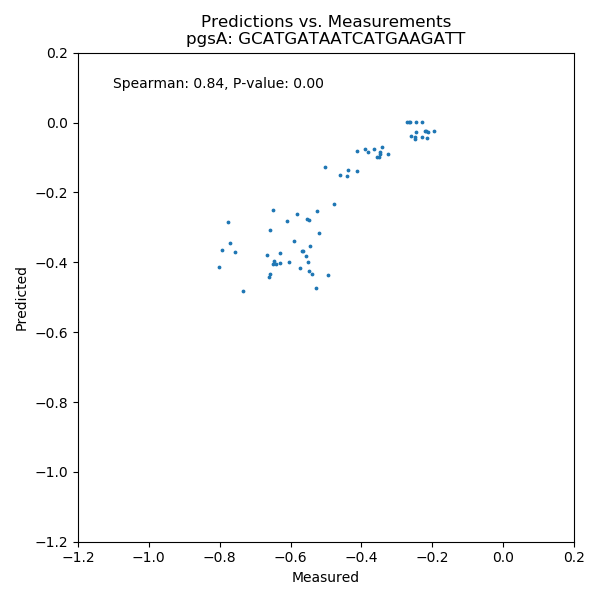 Predictions vs. Measurements
pgsA: GCATGATAATCATGAAGATT
Spearman: 0.84, P-value: 0.00
Predicted
0.2
0.0
−0.2
−0.4
−0.6
−0.8
−1.0
−1.2
−1.2 −1.0 −0.8 −0.6 −0.4 −0.2 0.0 0.2
Measured